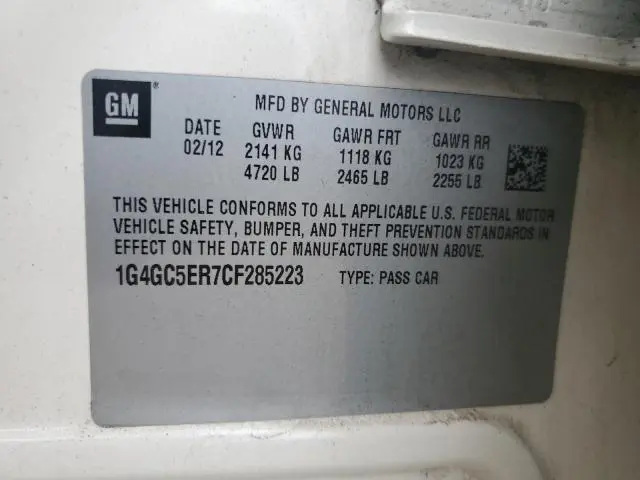 GM ®
MFD BY GENERAL MOTORS LLC
DATE GVWR GAWR FRT GAWR RR
02/12 2141 KG 1118 KG 1023 KG
4720 LB 2465 LB 2255 LB
THIS VEHICLE CONFORMS TO ALL APPLICABLE U.S. FEDERAL MOTOR
VEHICLE SAFETY, BUMPER, AND THEFT PREVENTION STANDARDS IN
EFFECT ON THE DATE OF MANUFACTURE SHOWN ABOVE.
1G4GC5ER7CF285223 TYPE: PASS CAR